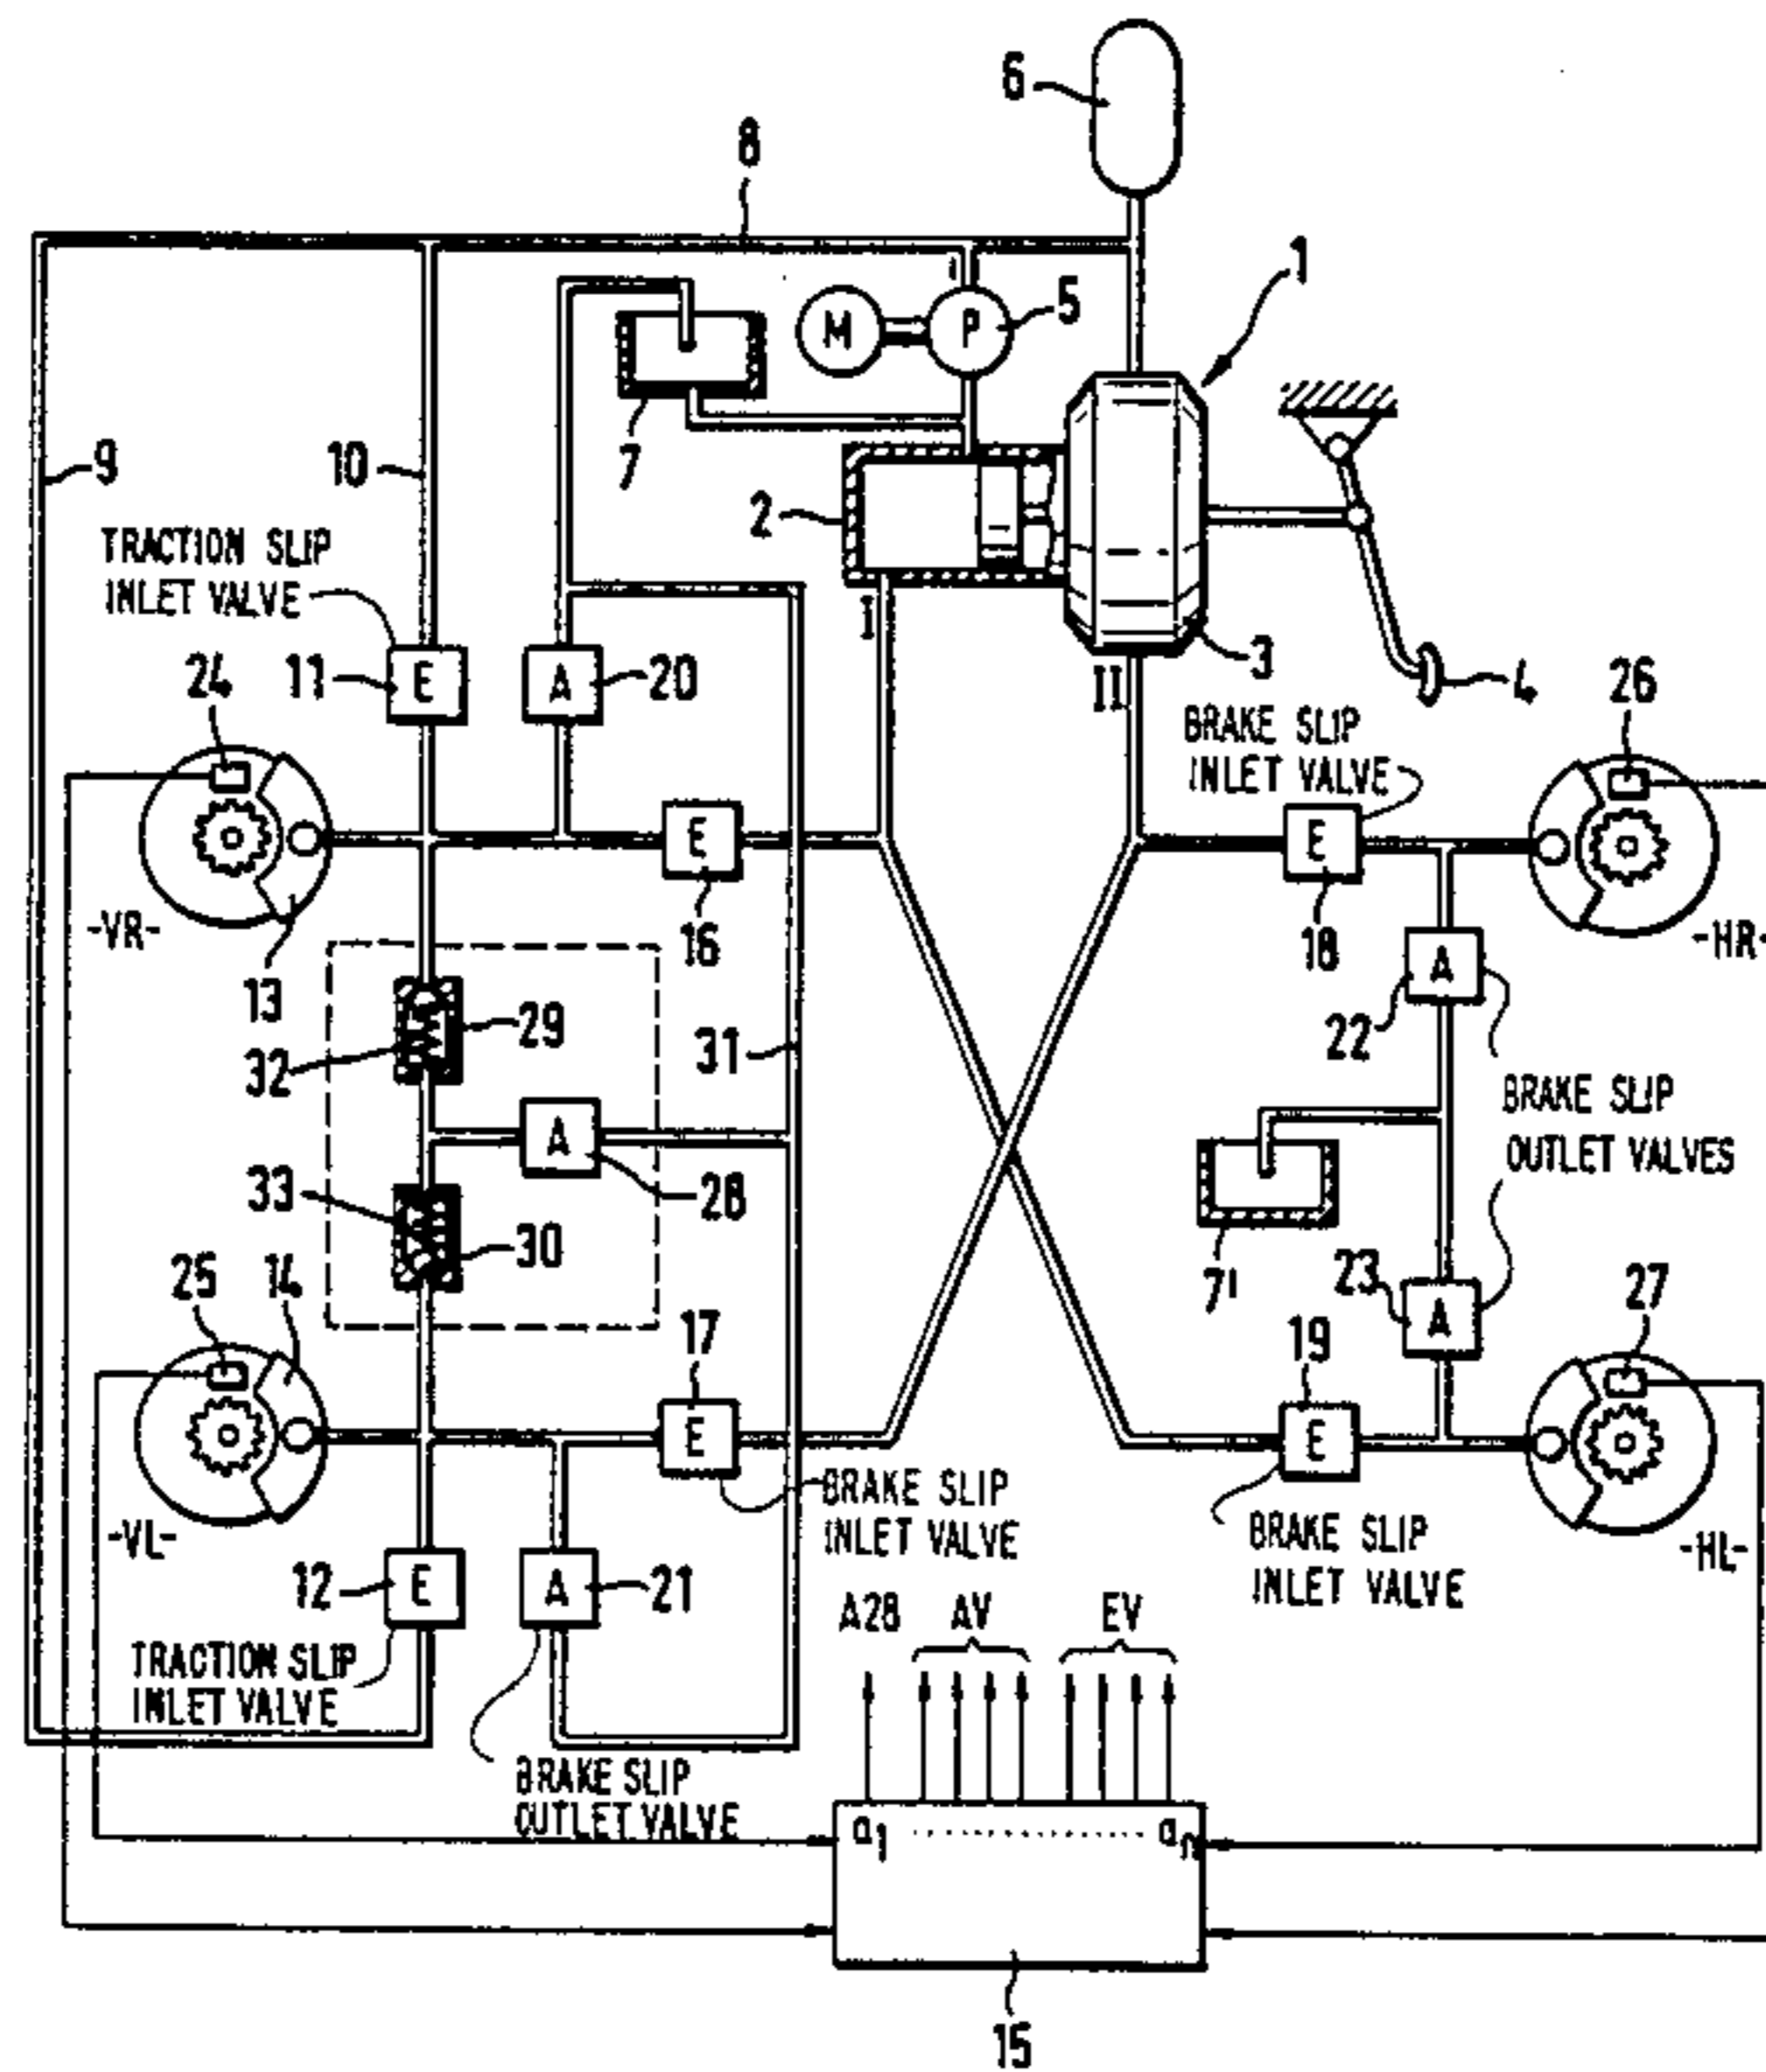 6
8
1
M
P
5
7
9
10
2
TRACTION SLIP
INLET VALVE
I
11
E
A
20
24
II
3
4
26
BRAKE SLIP
INLET VALVE
E
E
-VR-
13
16
18
-HR-
A
22
29
32
31
A
28
BRAKE SLIP
OUTLET VALVES
33
30
7'
23
A
25
14
17
E
19
E
27
-VL-
BRAKE SLIP
INLET VALVE
BRAKE SLIP
INLET VALVE
-HL-
12
E
A
21
A28
AV
EV
TRACTION SLIP
INLET VALVE
BRAKE SLIP
OUTLET VALVE
a1 ........ an
15